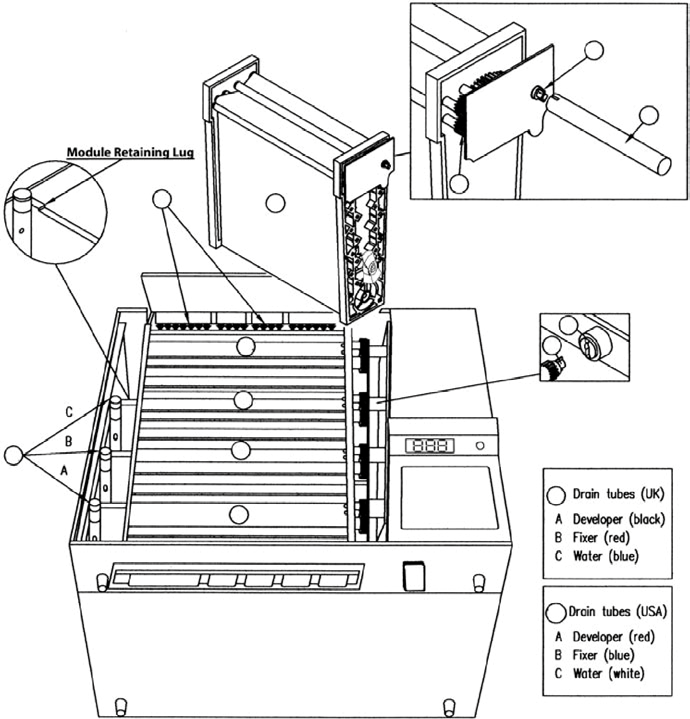 Module Retaining Lug
C
B
A
888
Drain tubes (UK)
A Developer (black)
B Fixer (red)
C Water (blue)
Drain tubes (USA)
A Developer (red)
B Fixer (blue)
C Water (white)